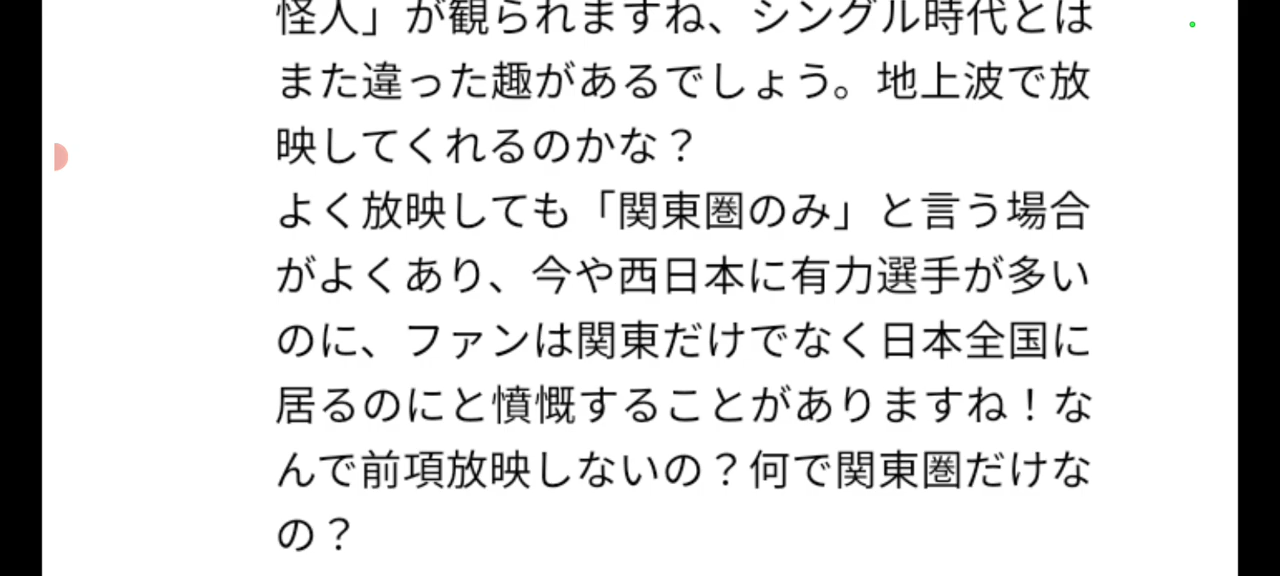 怪人」が観られますね、シングル時代とは
また違った趣があるでしょう。地上波で放
映してくれるのかな？
よく放映しても「関東圏のみ」と言う場合
がよくあり、今や西日本に有力選手が多い
のに、ファンは関東だけでなく日本全国に
居るのにと憤慨することがありますね！な
んで前項放映しないの？何で関東圏だけな
の？